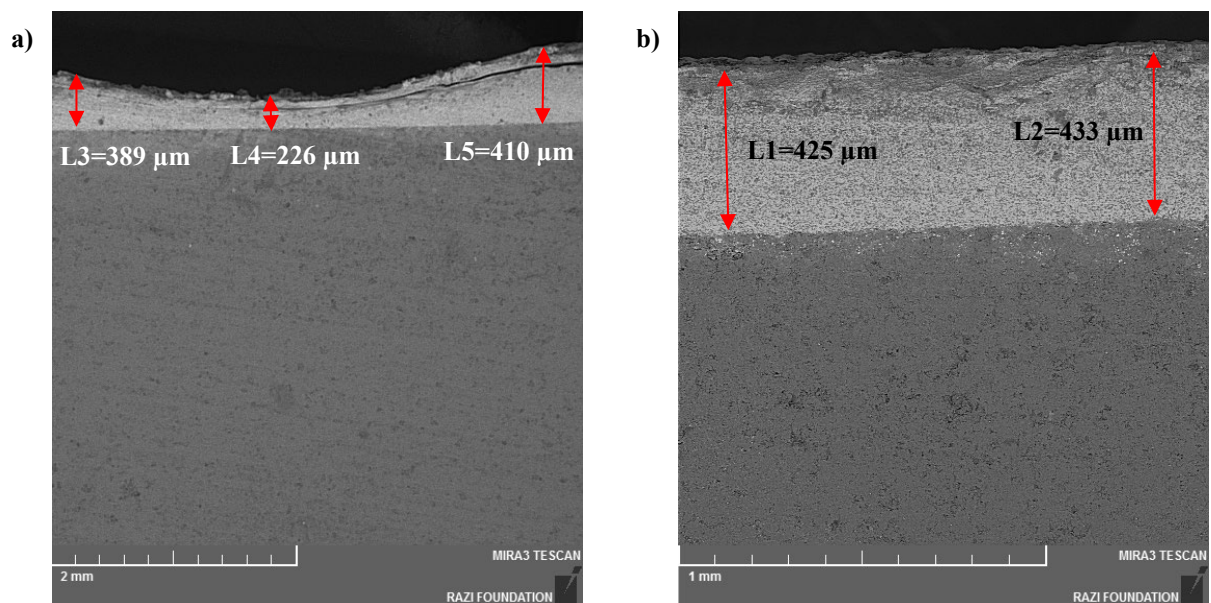 a)
L3=389 µm
L4=226 µm
L5=410 µm
2 mm
MIRA3 TESCAN
RAZI FOUNDATION
b)
L1=425 µm
L2=433 µm
1 mm
MIRA3 TESCAN
RAZI FOUNDATION